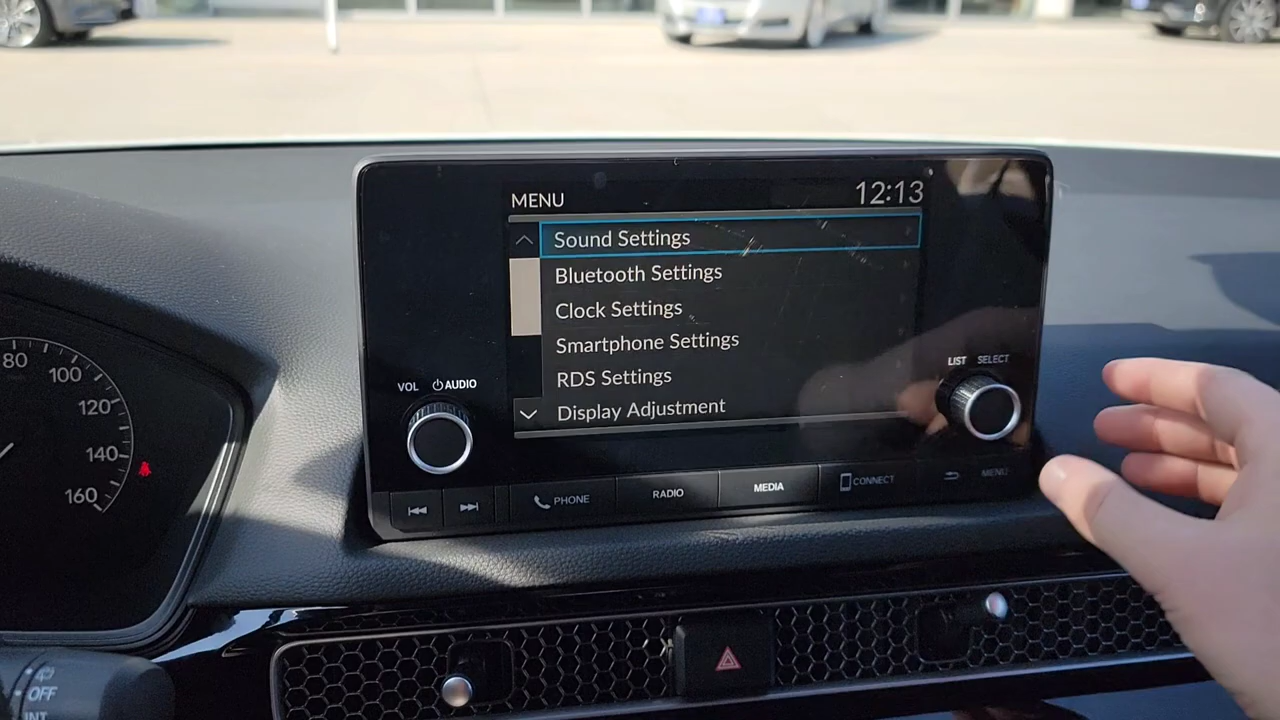 MENU 12:13
Sound Settings
Bluetooth Settings
Clock Settings
Smartphone Settings
RDS Settings
Display Adjustment
VOL AUDIO
LIST SELECT
PHONE RADIO MEDIA CONNECT MENU
80
100
120
140
160
OFF
INT